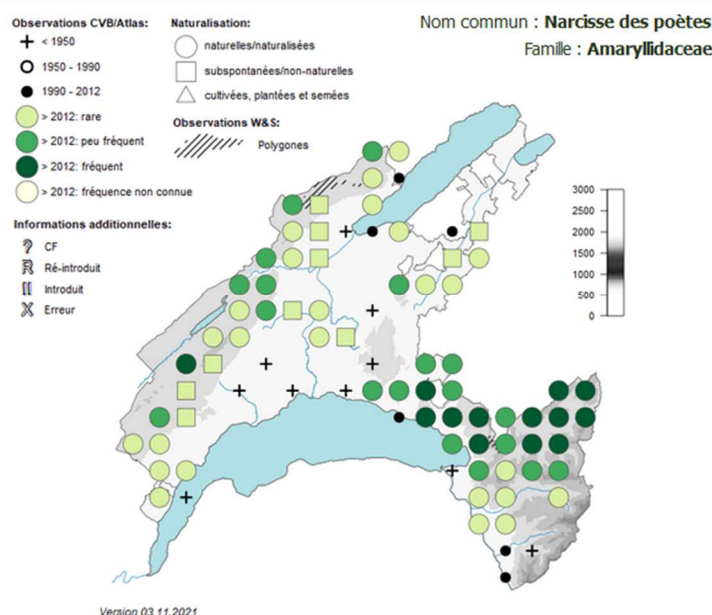 Observations CVB/Atlas:
< 1950
1950 - 1990
1990 - 2012
> 2012: rare
> 2012: peu fréquent
> 2012: fréquent
> 2012: fréquence non connue
Informations additionnelles:
? CF
R Ré-introduit
Introduit
X Erreur
Naturalisation:
naturelles/naturalisées
subspontanées/non-naturelles
cultivées, plantées et semées
Observations W&S:
Polygones
Nom commun : Narcisse des poètes
Famille : Amaryllidaceae
3000
2500
2000
1500
1000
500
0
Version 03.11.2021